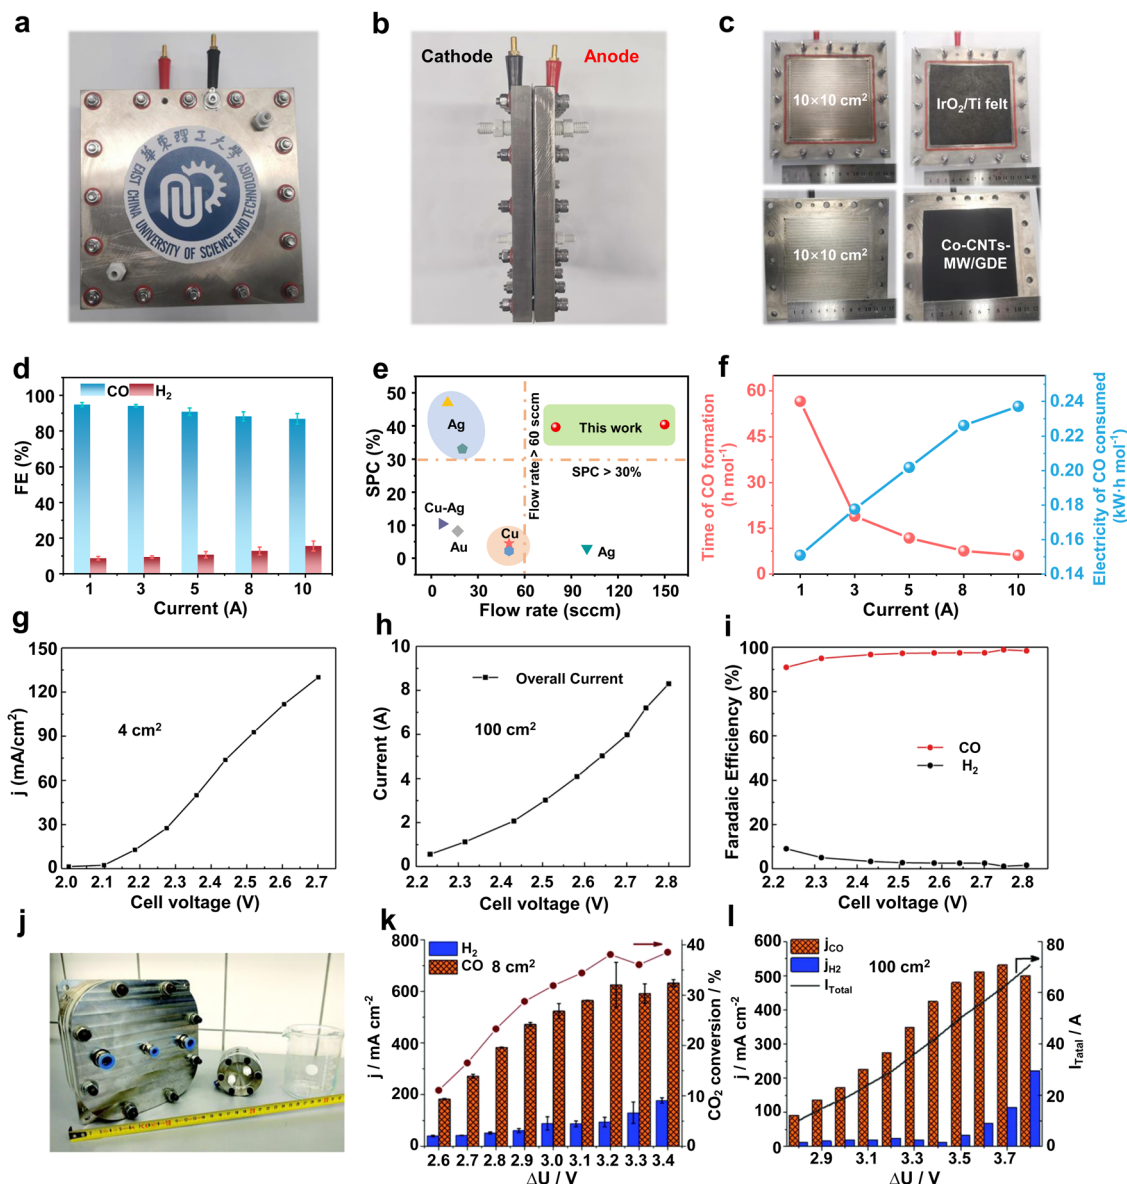 a
b
c
Cathode
Anode
華東理工大學
EAST CHINA UNIVERSITY OF SCIENCE AND TECHNOLOGY
10×10 cm²
IrO₂/Ti felt
10×10 cm²
Co-CNTs-
MW/GDE
d
CO
H₂
FE (%)
100
80
60
40
20
0
1
3
5
8
10
Current (A)
e
SPC (%)
50
40
30
20
10
0
Ag
This work
Flow rate > 60 sccm
SPC > 30%
Cu-Ag
Au
Cu
Ag
0
30
60
90
120
150
Flow rate (sccm)
f
Time of CO formation
(h mol⁻¹)
60
45
30
15
0
1
3
5
8
10
Current (A)
0.24
0.22
0.20
0.18
0.16
0.14
Electricity of CO consumed
(kW·h mol⁻¹)
g
j (mA/cm²)
150
120
90
60
30
0
4 cm²
2.0 2.1 2.2 2.3 2.4 2.5 2.6 2.7
Cell voltage (V)
h
Current (A)
10
8
6
4
2
0
Overall Current
100 cm²
2.2 2.3 2.4 2.5 2.6 2.7 2.8
Cell voltage (V)
i
Faradaic Efficiency (%)
100
80
60
40
20
0
CO
H₂
2.2 2.3 2.4 2.5 2.6 2.7 2.8
Cell voltage (V)
j
k
j / mA cm⁻²
800
600
400
200
0
H₂
CO
8 cm²
2.6 2.7 2.8 2.9 3.0 3.1 3.2 3.3 3.4
ΔU / V
40
30
20
10
0
CO₂ conversion / %
l
j / mA cm⁻²
600
500
400
300
200
100
0
jCO
jH2
ITotal
100 cm²
2.9 3.1 3.3 3.5 3.7
ΔU / V
80
60
40
20
0
ITatal / A